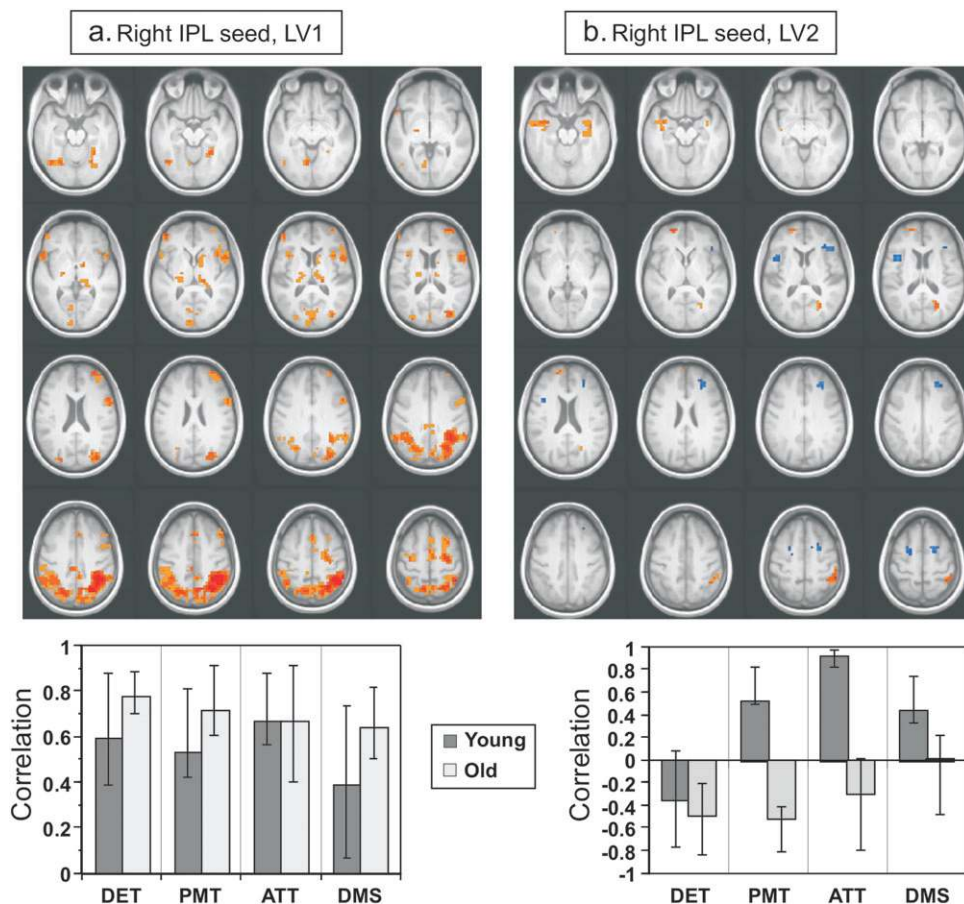 a. Right IPL seed, LV1
b. Right IPL seed, LV2
Correlation
1
0.8
0.6
0.4
0.2
0
DET PMT ATT DMS
Young
Old
Correlation
1
0.8
0.6
0.4
0.2
0
-0.2
-0.4
-0.6
-0.8
-1
DET PMT ATT DMS